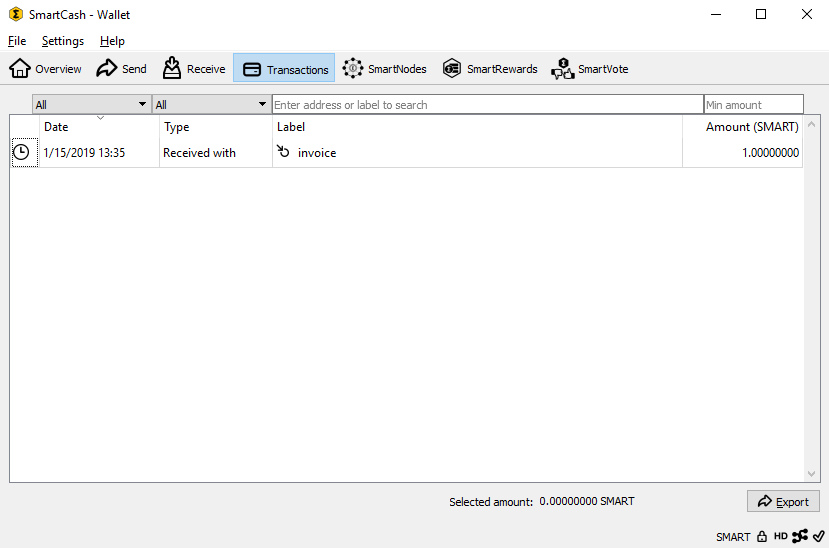 SmartCash - Wallet
File Settings Help
Overview Send Receive Transactions SmartNodes SmartRewards SmartVote
All All Enter address or label to search Min amount
Date Type Label Amount (SMART)
1/15/2019 13:35 Received with invoice 1.00000000
Selected amount: 0.00000000 SMART Export
SMART HD